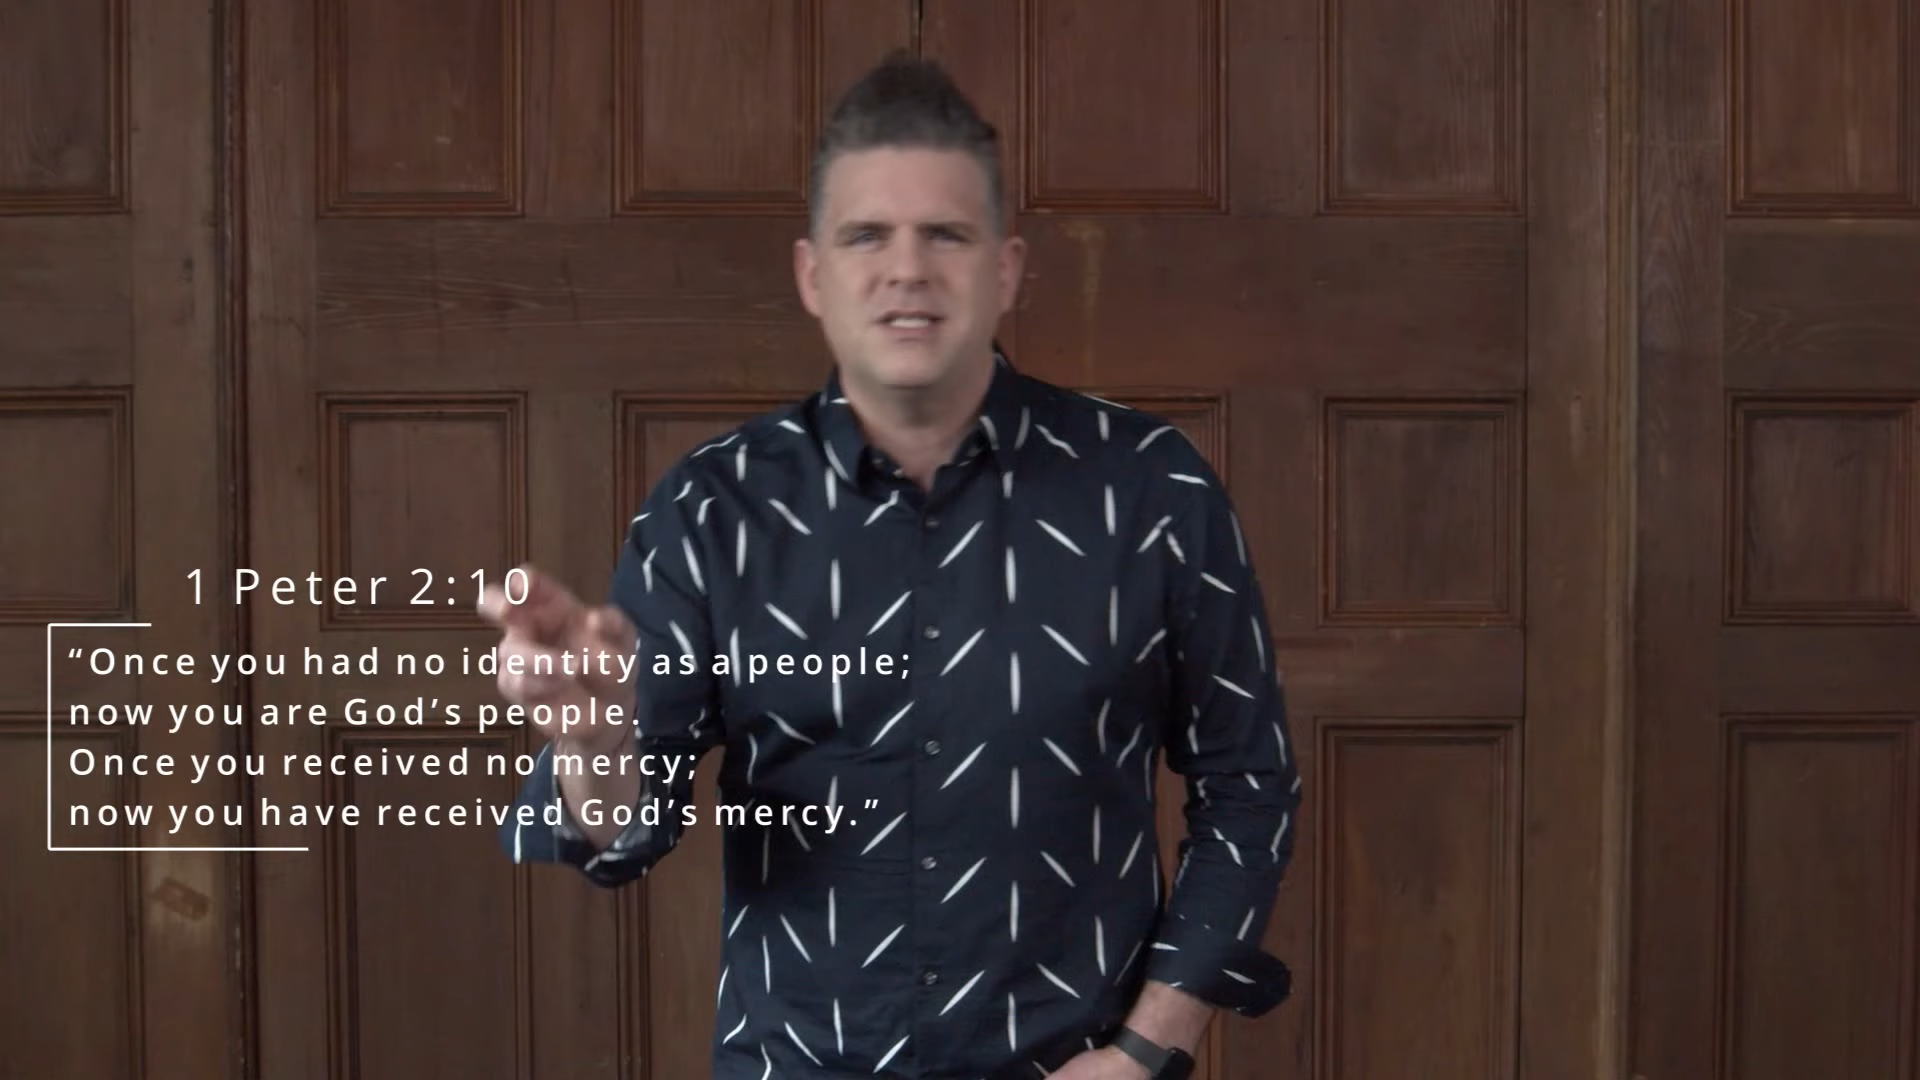 1 Peter 2:10
“Once you had no identity as a people;
now you are God’s people.
Once you received no mercy;
now you have received God’s mercy.”